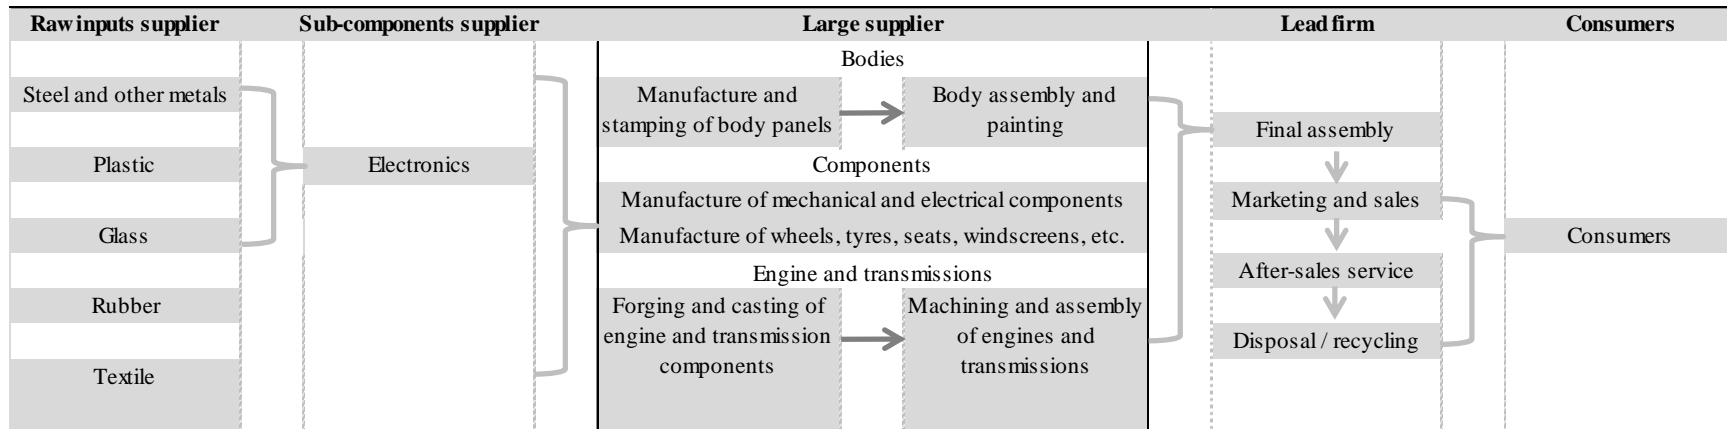 Raw inputs supplier
Sub-components supplier
Large supplier
Lead firm
Consumers
Steel and other metals
Plastic
Glass
Rubber
Textile
Electronics
Bodies
Manufacture and
stamping of body panels
Body assembly and
painting
Components
Manufacture of mechanical and electrical components
Manufacture of wheels, tyres, seats, windscreens, etc.
Engine and transmissions
Forging and casting of
engine and transmission
components
Machining and assembly
of engines and
transmissions
Final assembly
Marketing and sales
After-sales service
Disposal / recycling
Consumers